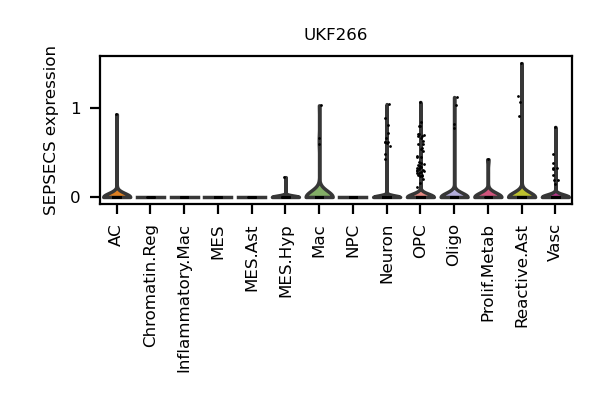 UKF266
SEPSECS expression
1
0
AC
Chromatin.Reg
Inflammatory.Mac
MES
MES.Ast
MES.Hyp
Mac
NPC
Neuron
OPC
Oligo
Prolif.Metab
Reactive.Ast
Vasc